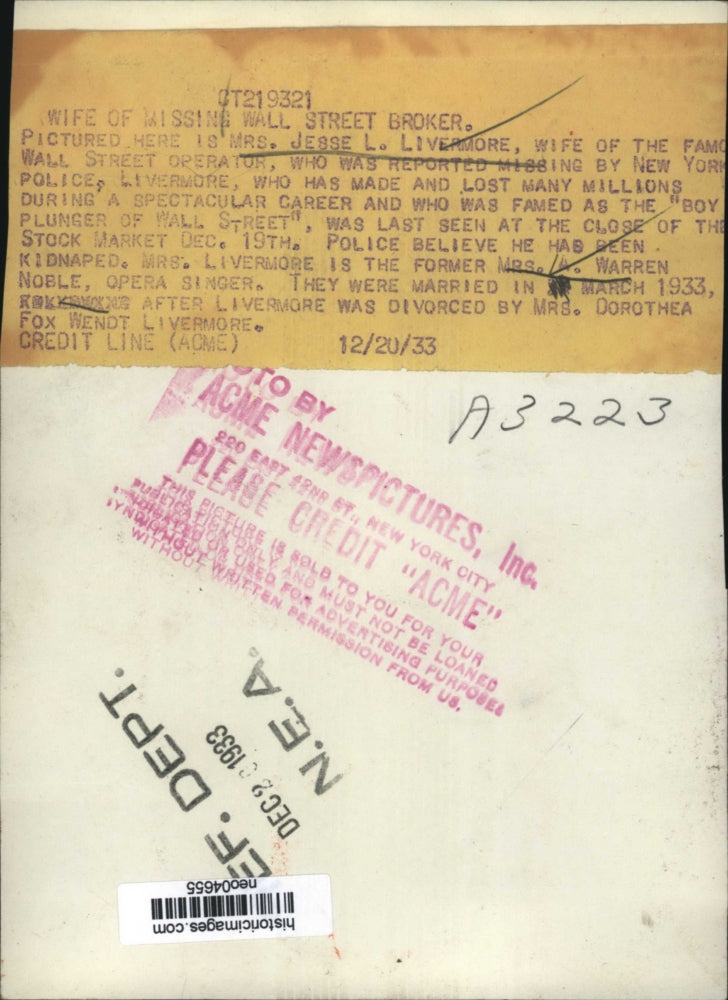 CT219321
WIFE OF MISSING WALL STREET BROKER.
PICTURED HERE IS MRS. JESSE L. LIVERMORE, WIFE OF THE FAMO
WALL STREET OPERATOR, WHO WAS REPORTED MISSING BY NEW YORK
POLICE, LIVERMORE, WHO HAS MADE AND LOST MANY MILLIONS
DURING A SPECTACULAR CAREER AND WHO WAS FAMED AS THE "BOY
PLUNGER OF WALL STREET", WAS LAST SEEN AT THE CLOSE OF THE
STOCK MARKET DEC. 19TH. POLICE BELIEVE HE HAD BEEN
KIDNAPED. MRS. LIVERMORE IS THE FORMER MRS. A. WARREN
NOBLE, OPERA SINGER. THEY WERE MARRIED IN MARCH 1933,
AFTER LIVERMORE WAS DIVORCED BY MRS. DOROTHEA
FOX WENDT LIVERMORE.
CREDIT LINE (ACME) 12/20/33
A3223
OTO BY
ACME NEWSPICTURES, Inc.
220 EAST 42ND ST., NEW YORK CITY
PLEASE CREDIT "ACME"
THIS PICTURE IS SOLD TO YOU FOR YOUR
PUBLICATION ONLY AND MUST NOT BE LOANED
SYNDICATED OR USED FOR ADVERTISING PURPOSES
WITHOUT WRITTEN PERMISSION FROM US.
N.E.A.
DEC 2 1933
EF. DEPT.
historicimages.com
neo04655